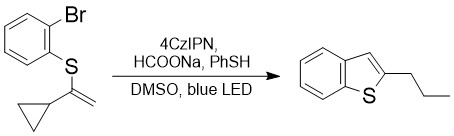 Br
S
4CzIPN,
HCOONa, PhSH
DMSO, blue LED
S